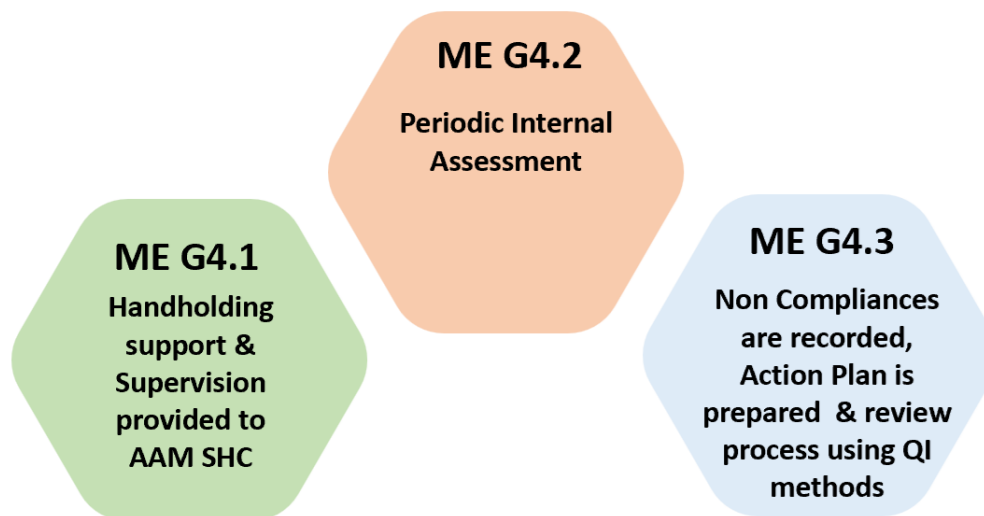 ME G4.2
Periodic Internal
Assessment
ME G4.1
Handholding
support &
Supervision
provided to
AAM SHC
ME G4.3
Non Compliances
are recorded,
Action Plan is
prepared & review
process using QI
methods